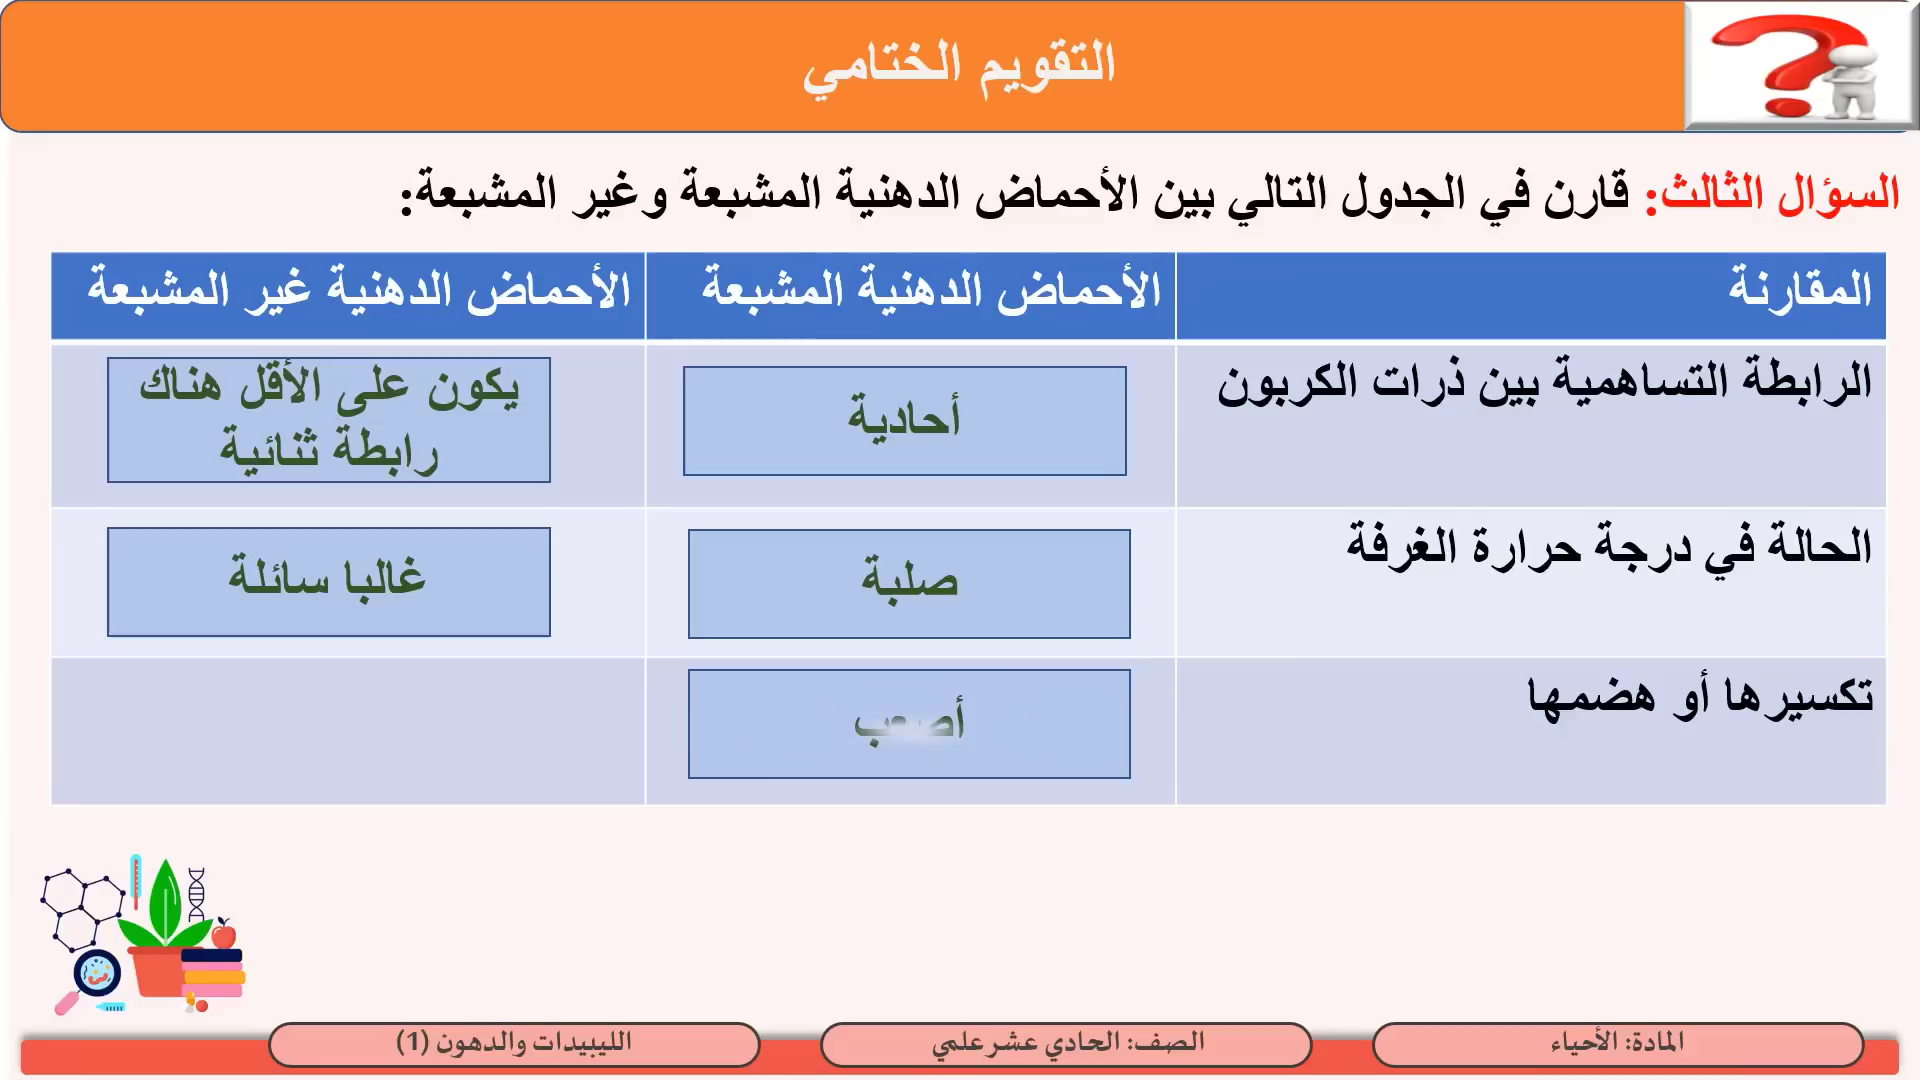 التقويم الختامي
السؤال الثالث: قارن في الجدول التالي بين الأحماض الدهنية المشبعة وغير المشبعة:
المقارنة
الأحماض الدهنية المشبعة
الأحماض الدهنية غير المشبعة
الرابطة التساهمية بين ذرات الكربون
أحادية
يكون على الأقل هناك
رابطة ثنائية
الحالة في درجة حرارة الغرفة
صلبة
غالبا سائلة
تكسيرها أو هضمها
أصعب
المادة: الأحياء
الصف: الحادي عشر علمي
الليبيدات والدهون (1)